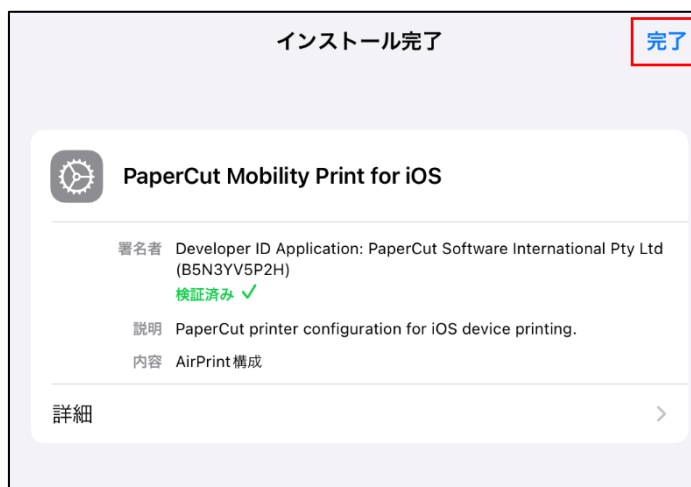 インストール完了
完了
PaperCut Mobility Print for iOS
署名者 Developer ID Application: PaperCut Software International Pty Ltd
(B5N3YV5P2H)
検証済み
説明 PaperCut printer configuration for iOS device printing.
内容 AirPrint構成
詳細